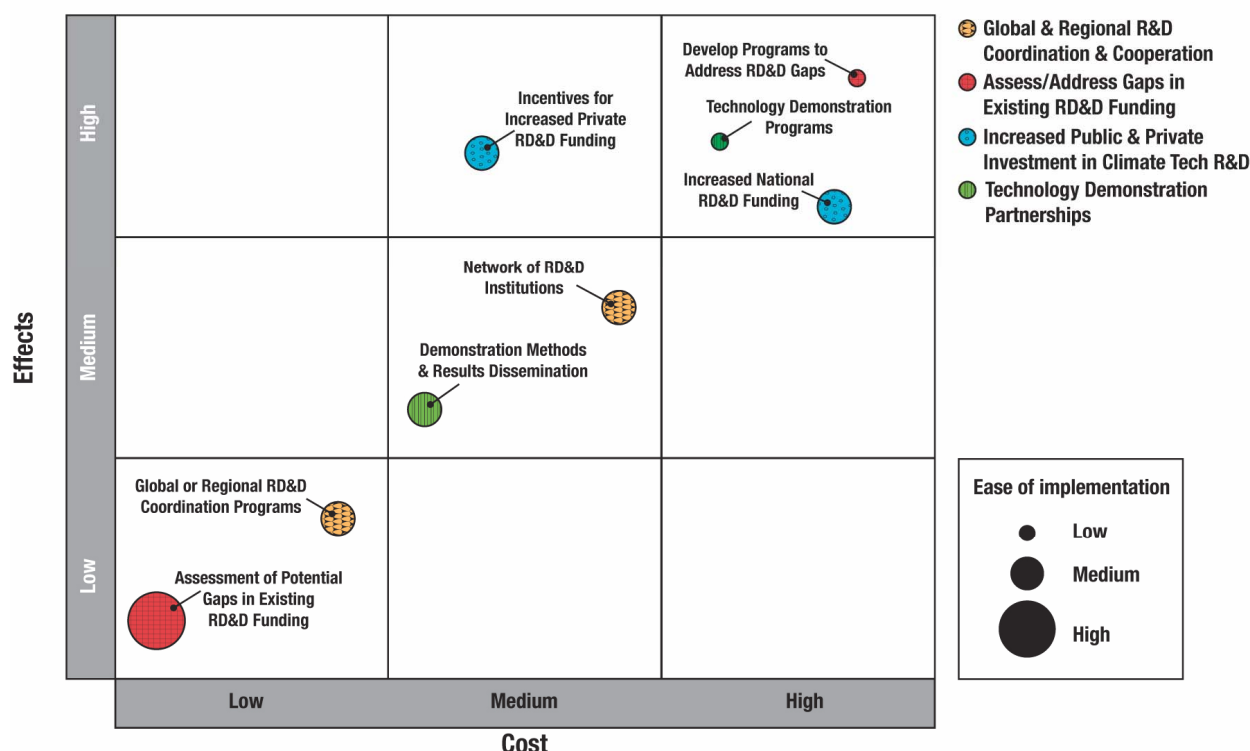 Effects
High
Medium
Low
Incentives for
Increased Private
RD&D Funding
Develop Programs to
Address RD&D Gaps
Technology Demonstration
Programs
Increased National
RD&D Funding
Network of RD&D
Institutions
Demonstration Methods
& Results Dissemination
Global or Regional RD&D
Coordination Programs
Assessment of Potential
Gaps in Existing
RD&D Funding
Low
Medium
High
Cost
Global & Regional R&D
Coordination & Cooperation
Assess/Address Gaps in
Existing RD&D Funding
Increased Public & Private
Investment in Climate Tech R&D
Technology Demonstration
Partnerships
Ease of implementation
Low
Medium
High